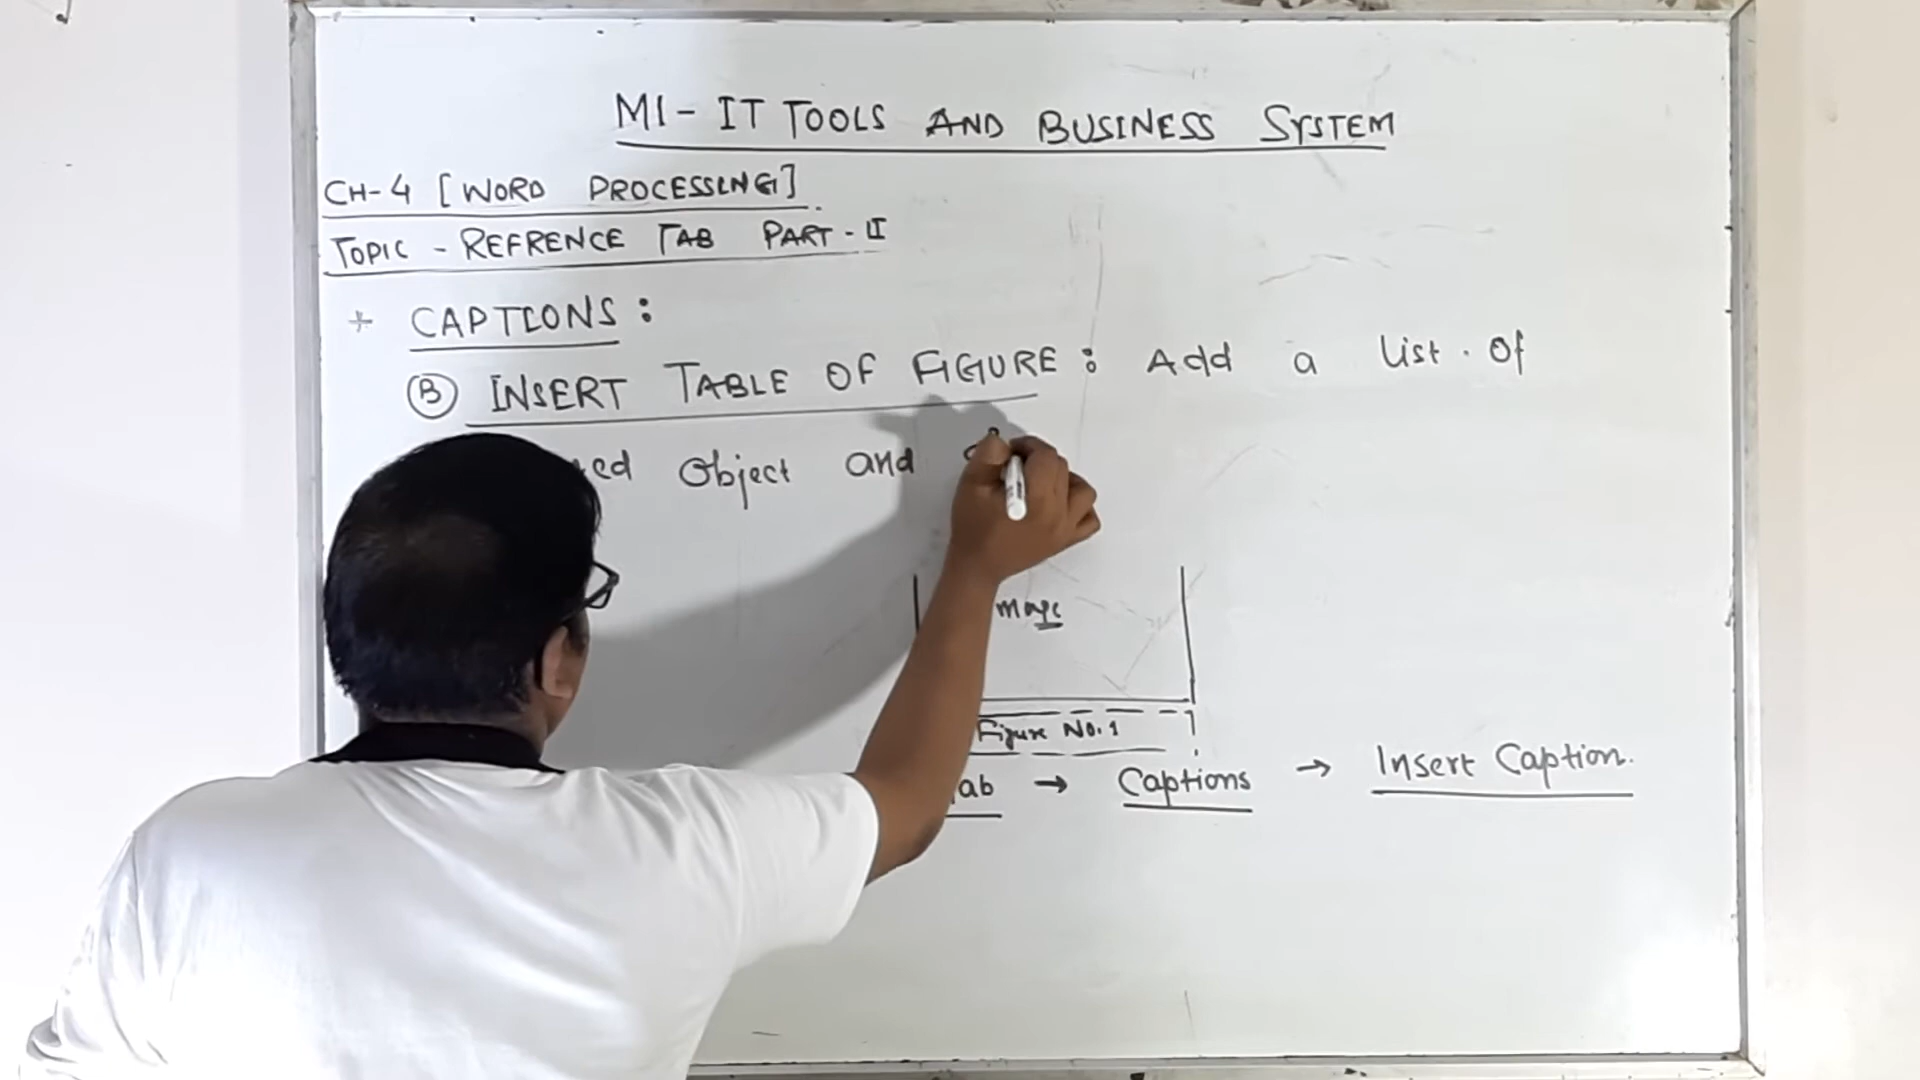 M1 - IT TOOLS AND BUSINESS SYSTEM
CH-4 [WORD PROCESSING]
TOPIC - REFRENCE TAB PART - II
+ CAPTIONS :
(B) INSERT TABLE OF FIGURE : Add a list of
Object and
Figure No. 1
→ Captions → Insert Caption.